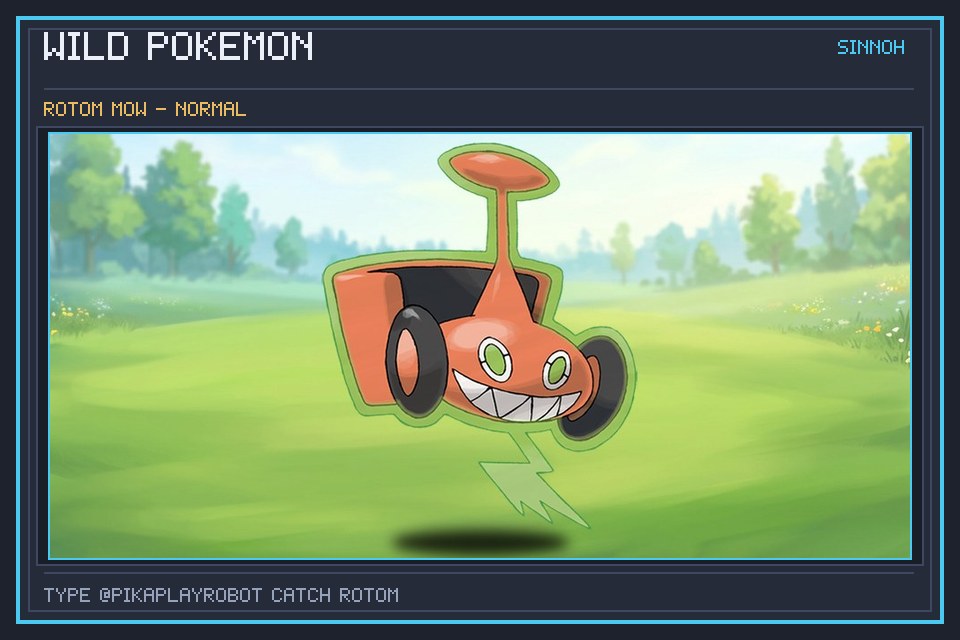 WILD POKEMON
SINNOH
ROTOM MOW - NORMAL
TYPE @PIKAPLAYROBOT CATCH ROTOM